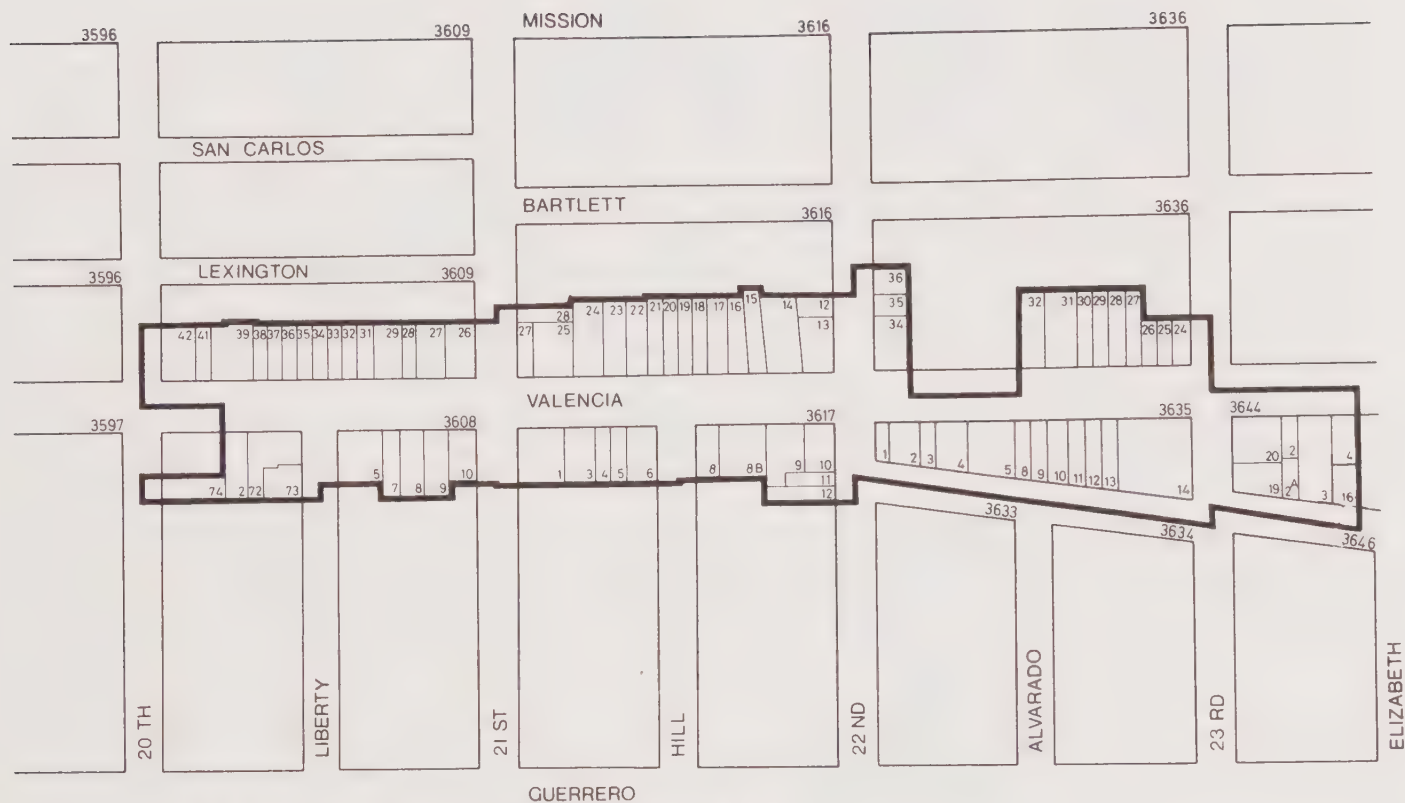 MISSION
3596 3609 3616 3636
SAN CARLOS
BARTLETT
3616 3636
LEXINGTON
3596 3609
36
35
34
42 41 39 38 37 36 35 34 33 32 31 29 28 27 26
28
27 25 24 23 22 21 20 19 18 17 16 15 14 12
13
32 31 30 29 28 27
26 25 24
VALENCIA
3597 3608 3617 3635 3644
74 2 72 73
5 7 8 9 10
1 3 4 5 6
8 8B 9 10
11
12
1 2 3 4 5 8 9 10 11 12 13 14
20 2 4
19 2A 3 16
3633 3634 3646
20 TH
LIBERTY
21 ST
HILL
22 ND
ALVARADO
23 RD
ELIZABETH
GUERRERO